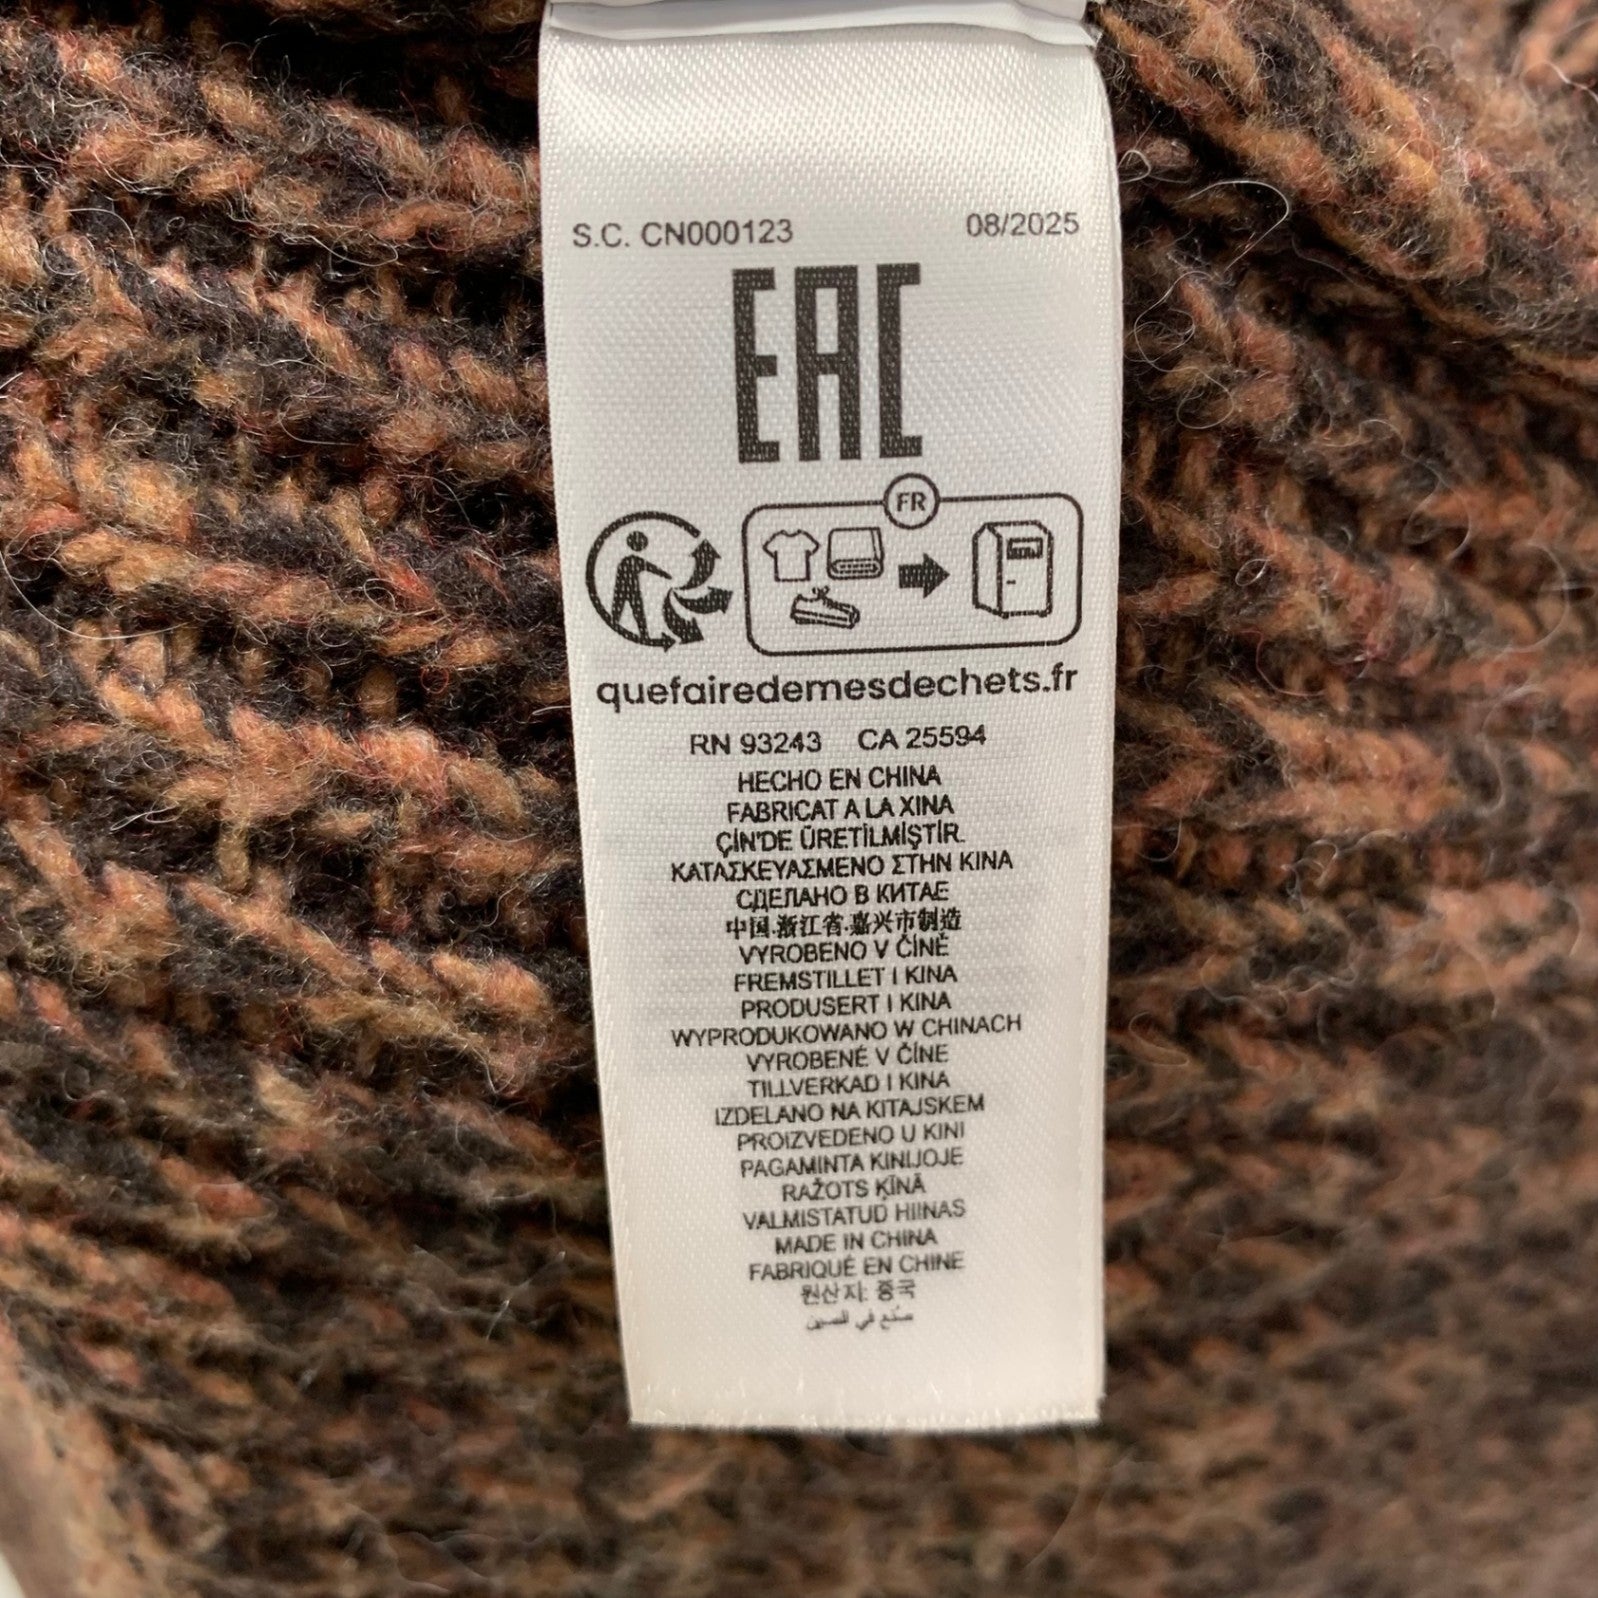 S.C. CN000123 08/2025
EAC
FR
quefairedemesdechets.fr
RN 93243 CA 25594
HECHO EN CHINA
FABRICAT A LA XINA
ÇİN'DE ÜRETİLMİŞTİR.
ΚΑΤΑΣΚΕΥΑΣΜΕΝΟ ΣΤΗΝ ΚΙΝΑ
СДЕЛАНО В КИТАЕ
中国.浙江省.嘉兴市制造
VYROBENO V ČÍNĚ
FREMSTILLET I KINA
PRODUSERT I KINA
WYPRODUKOWANO W CHINACH
VYROBENÉ V ČÍNE
TILLVERKAD I KINA
IZDELANO NA KITAJSKEM
PROIZVEDENO U KINI
PAGAMINTA KINIJOJE
RAŽOTS ĶĪNĀ
VALMISTATUD HIINAS
MADE IN CHINA
FABRIQUÉ EN CHINE
원산지: 중국
صنع في الصين